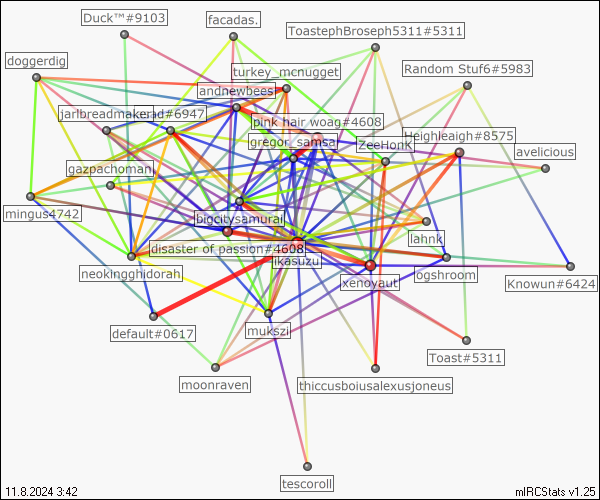 Duck™#9103
facadas.
ToastephBroseph5311#5311
doggerdig
turkey_mcnugget
Random Stuf6#5983
andnewbees
jarlbreadmaker
#6947
pink hair woag#4608
gregor_samsa
ZeeHonk
Heighleaigh#8575
avelicious
gazpachoman
mingus4742
bigcitysamurai
lahnk
disaster of passion#4608
ikasuzu
neokingghidorah
xenoyaut
ogshroom
Knowun#6424
default#0617
mukszi
Toast#5311
moonraven
thiccusboiusalexusjoneus
tescoroll
11.8.2024 3:42
mIRCStats v1.25